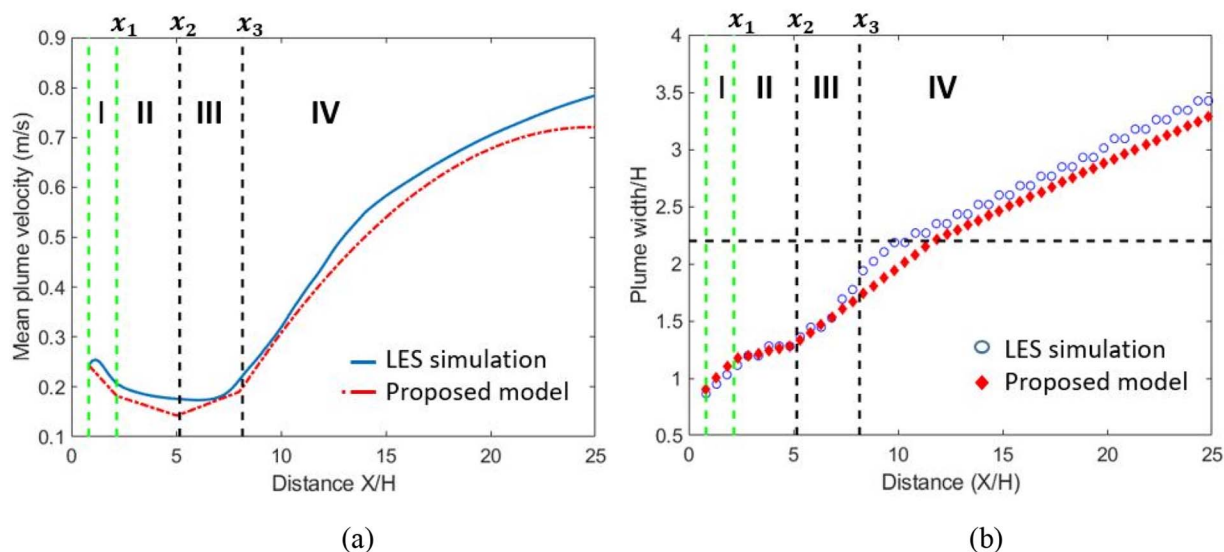 x₁ x₂ x₃
0.9
0.8
0.7
0.6
0.5
0.4
0.3
0.2
0.1
Mean plume velocity (m/s)
I II III IV
LES simulation
Proposed model
0 5 10 15 20 25
Distance X/H
(a)
x₁ x₂ x₃
4
3.5
3
2.5
2
1.5
1
0.5
Plume width/H
I II III IV
LES simulation
Proposed model
0 5 10 15 20 25
Distance (X/H)
(b)